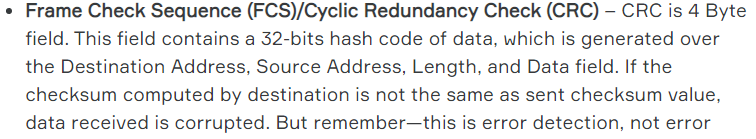 • Frame Check Sequence (FCS)/Cyclic Redundancy Check (CRC) – CRC is 4 Byte
field. This field contains a 32-bits hash code of data, which is generated over
the Destination Address, Source Address, Length, and Data field. If the
checksum computed by destination is not the same as sent checksum value,
data received is corrupted. But remember—this is error detection, not error